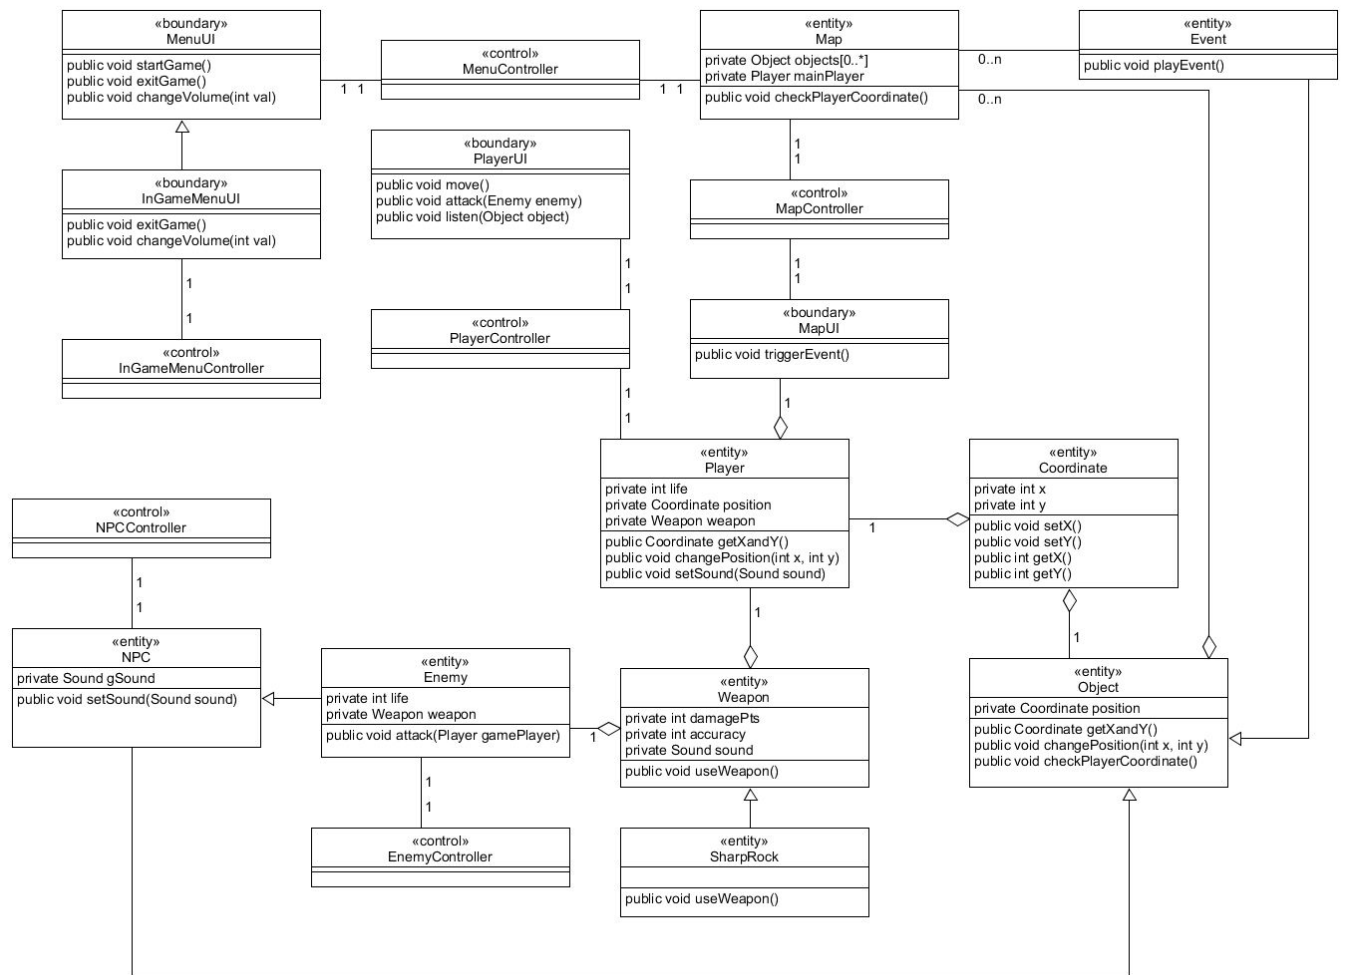 «boundary»
MenuUI
public void startGame()
public void exitGame()
public void changeVolume(int val)
«control»
MenuController
1 1
1 1
«entity»
Map
private Object objects[0..*]
private Player mainPlayer
public void checkPlayerCoordinate()
0..n
0..n
«entity»
Event
public void playEvent()
«boundary»
InGameMenuUI
public void exitGame()
public void changeVolume(int val)
1
1
«control»
InGameMenuController
«boundary»
PlayerUI
public void move()
public void attack(Enemy enemy)
public void listen(Object object)
1
1
«control»
PlayerController
1
1
1
1
«control»
MapController
1
1
«boundary»
MapUI
public void triggerEvent()
1
«entity»
Player
private int life
private Coordinate position
private Weapon weapon
public Coordinate getXandY()
public void changePosition(int x, int y)
public void setSound(Sound sound)
1
«entity»
Coordinate
private int x
private int y
public void setX()
public void setY()
public int getX()
public int getY()
1
«control»
NPCController
1
1
«entity»
NPC
private Sound gSound
public void setSound(Sound sound)
«entity»
Enemy
private int life
private Weapon weapon
public void attack(Player gamePlayer)
1
1
1
«control»
EnemyController
1
«entity»
Weapon
private int damagePts
private int accuracy
private Sound sound
public void useWeapon()
«entity»
SharpRock
public void useWeapon()
«entity»
Object
private Coordinate position
public Coordinate getXandY()
public void changePosition(int x, int y)
public void checkPlayerCoordinate()